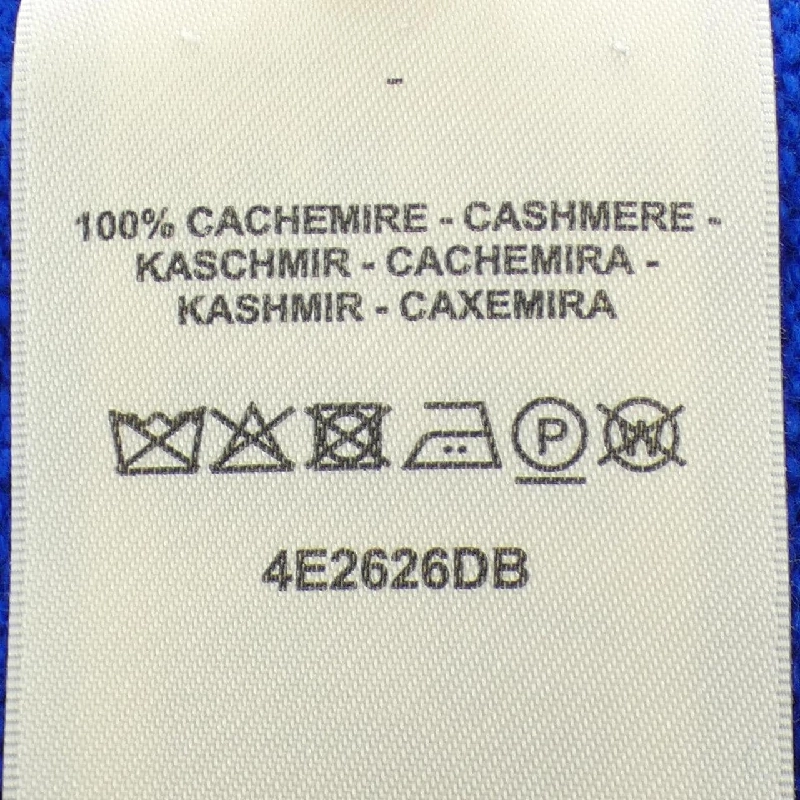 100% CACHEMIRE - CASHMERE -
KASCHMIR - CACHEMIRA -
KASHMIR - CAXEMIRA
P W
4E2626DB